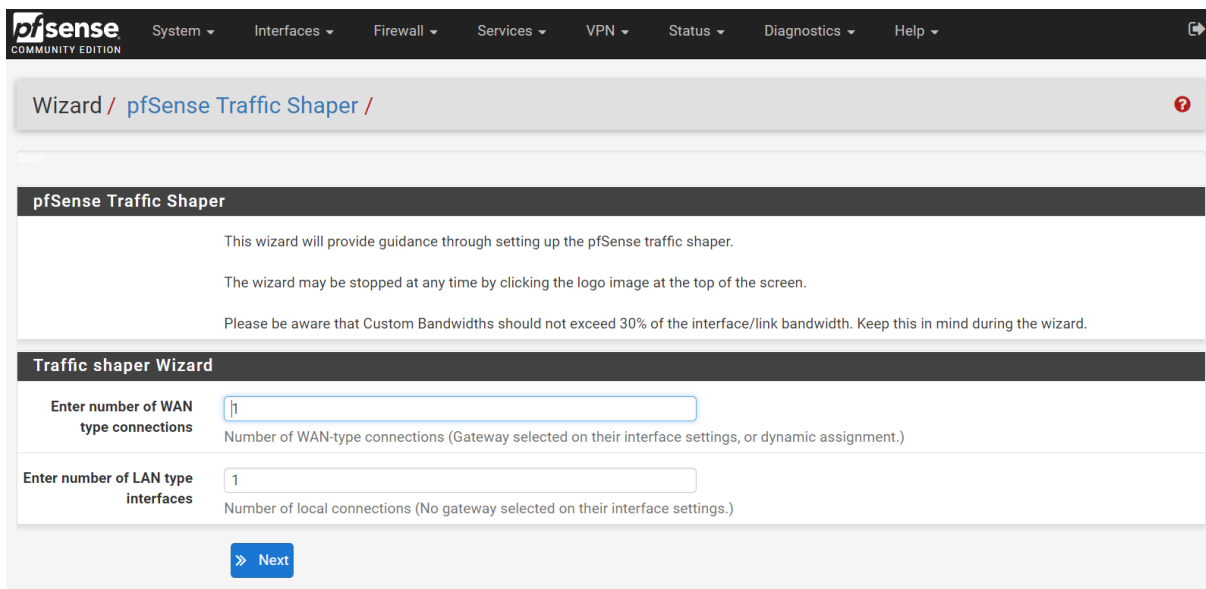 pfsense
COMMUNITY EDITION
System Interfaces Firewall Services VPN Status Diagnostics Help
Wizard / pfSense Traffic Shaper /
Step
pfSense Traffic Shaper
This wizard will provide guidance through setting up the pfSense traffic shaper.
The wizard may be stopped at any time by clicking the logo image at the top of the screen.
Please be aware that Custom Bandwidths should not exceed 30% of the interface/link bandwidth. Keep this in mind during the wizard.
Traffic shaper Wizard
Enter number of WAN
type connections
1
Number of WAN-type connections (Gateway selected on their interface settings, or dynamic assignment.)
Enter number of LAN type
interfaces
1
Number of local connections (No gateway selected on their interface settings.)
Next